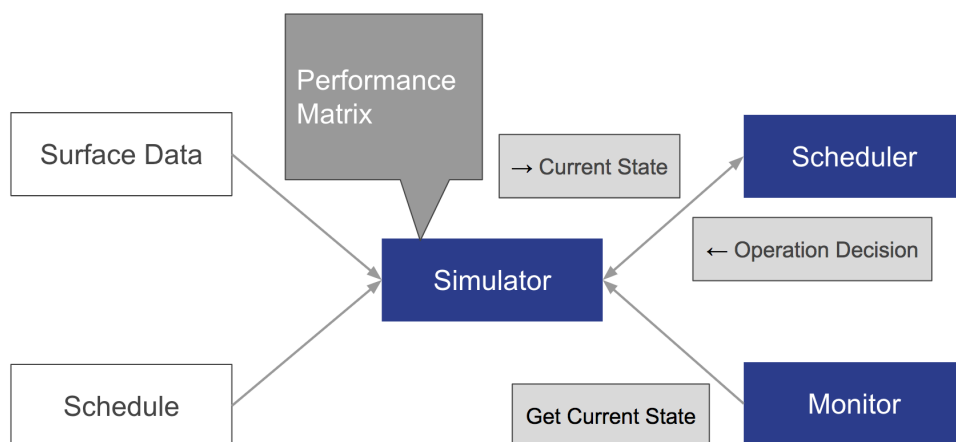 Performance
Matrix
Surface Data
→ Current State
Scheduler
← Operation Decision
Simulator
Schedule
Get Current State
Monitor